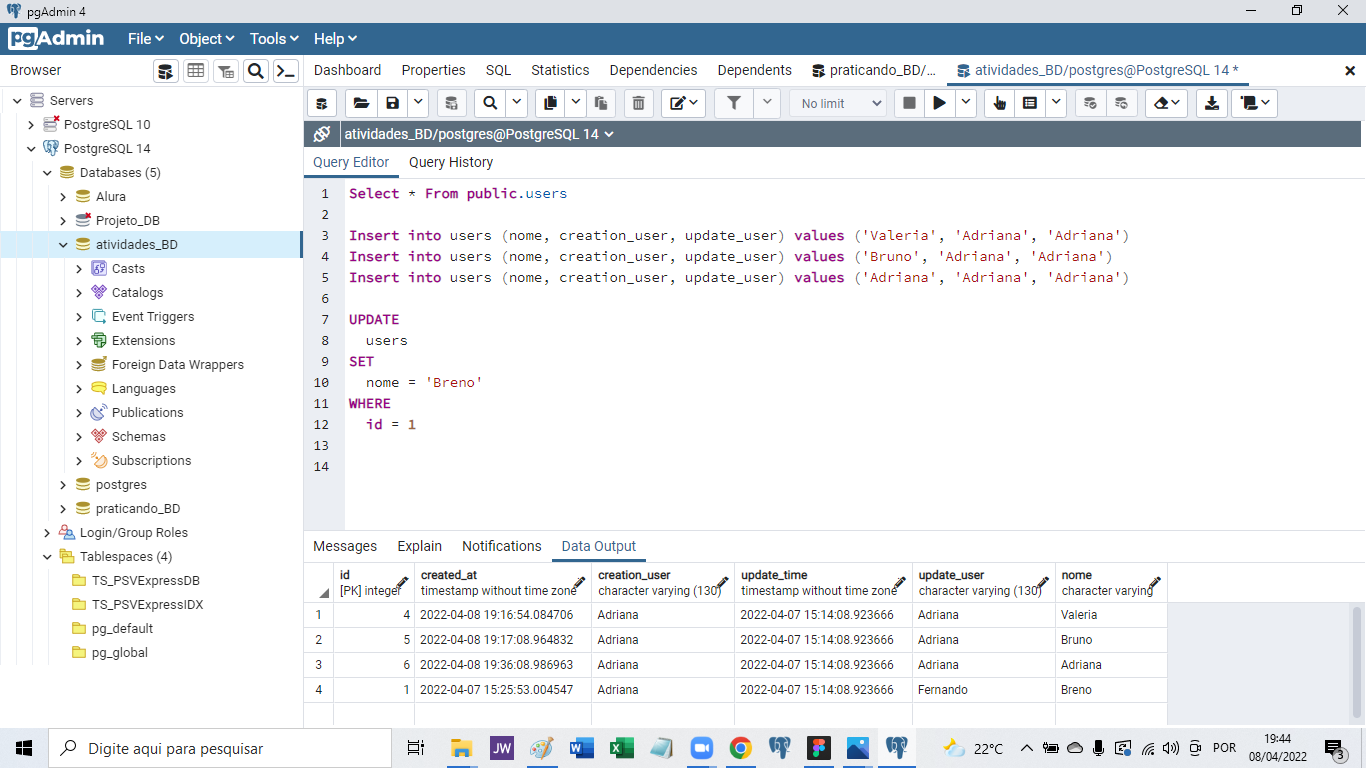 pgAdmin 4
pgAdmin File Object Tools Help
Browser
Dashboard Properties SQL Statistics Dependencies Dependents praticando_BD/... atividades_BD/postgres@PostgreSQL 14 *
No limit
atividades_BD/postgres@PostgreSQL 14
Query Editor Query History
Servers
PostgreSQL 10
PostgreSQL 14
Databases (5)
Alura
Projeto_DB
atividades_BD
Casts
Catalogs
Event Triggers
Extensions
Foreign Data Wrappers
Languages
Publications
Schemas
Subscriptions
postgres
praticando_BD
Login/Group Roles
Tablespaces (4)
TS_PSVExpressDB
TS_PSVExpressIDX
pg_default
pg_global
1 Select * From public.users
2
3 Insert into users (nome, creation_user, update_user) values ('Valeria', 'Adriana', 'Adriana')
4 Insert into users (nome, creation_user, update_user) values ('Bruno', 'Adriana', 'Adriana')
5 Insert into users (nome, creation_user, update_user) values ('Adriana', 'Adriana', 'Adriana')
6
7 UPDATE
8 users
9 SET
10 nome = 'Breno'
11 WHERE
12 id = 1
13
14
Messages Explain Notifications Data Output
id created_at creation_user update_time update_user nome
[PK] integer timestamp without time zone character varying (130) timestamp without time zone character varying (130) character varying
1 4 2022-04-08 19:16:54.084706 Adriana 2022-04-07 15:14:08.923666 Adriana Valeria
2 5 2022-04-08 19:17:08.964832 Adriana 2022-04-07 15:14:08.923666 Adriana Bruno
3 6 2022-04-08 19:36:08.986963 Adriana 2022-04-07 15:14:08.923666 Adriana Adriana
4 1 2022-04-07 15:25:53.004547 Adriana 2022-04-07 15:14:08.923666 Fernando Breno
Digite aqui para pesquisar
JW
22°C
POR
19:44
08/04/2022
3